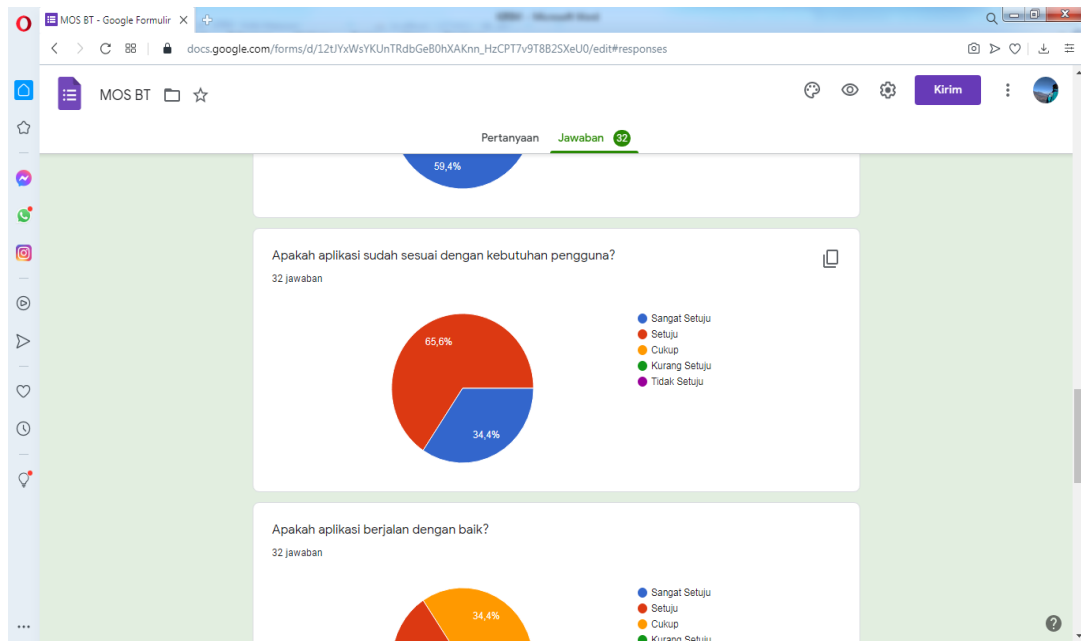 MOS BT - Google Formulir
docs.google.com/forms/d/12tJYxWsYKUnTRdbGeB0hXAKnn_HzCPT7v9T8B2SXeU0/edit#responses
MOS BT
Kirim
Pertanyaan Jawaban 32
59,4%
Apakah aplikasi sudah sesuai dengan kebutuhan pengguna?
32 jawaban
65,6%
34,4%
Sangat Setuju
Setuju
Cukup
Kurang Setuju
Tidak Setuju
Apakah aplikasi berjalan dengan baik?
32 jawaban
34,4%
Sangat Setuju
Setuju
Cukup
Kurang Setuju